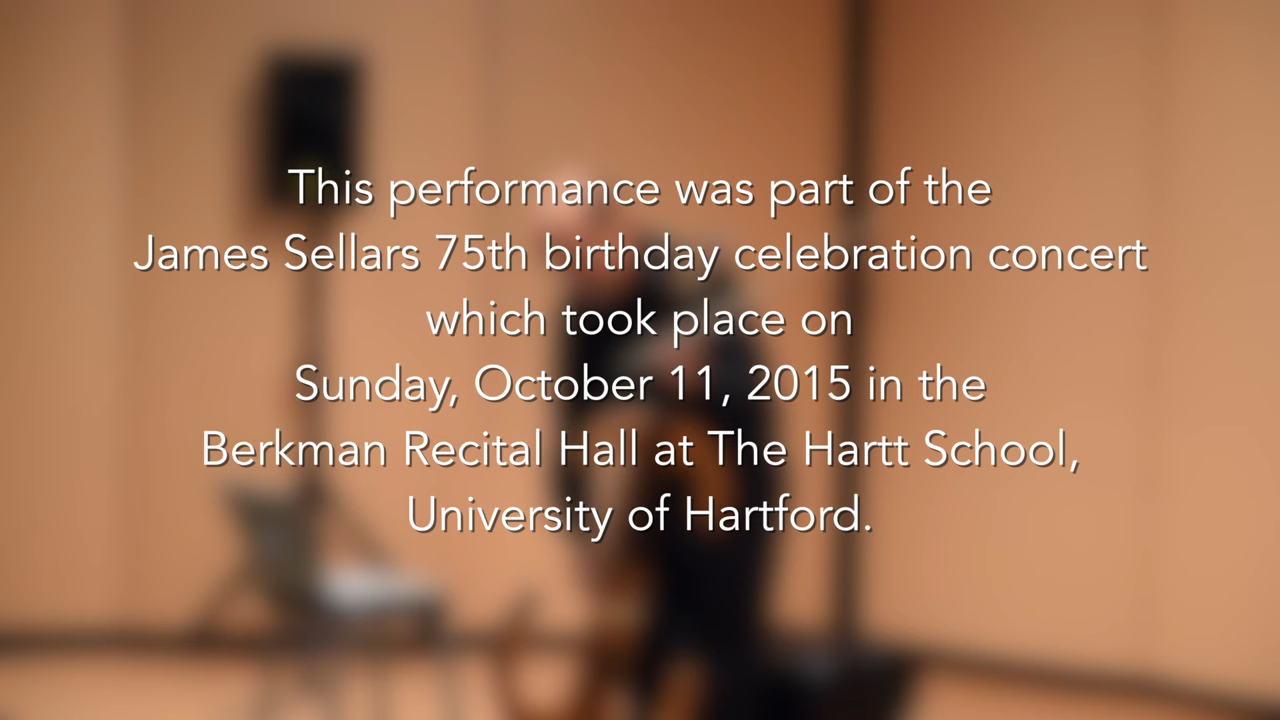 This performance was part of the
James Sellars 75th birthday celebration concert
which took place on
Sunday, October 11, 2015 in the
Berkman Recital Hall at The Hartt School,
University of Hartford.